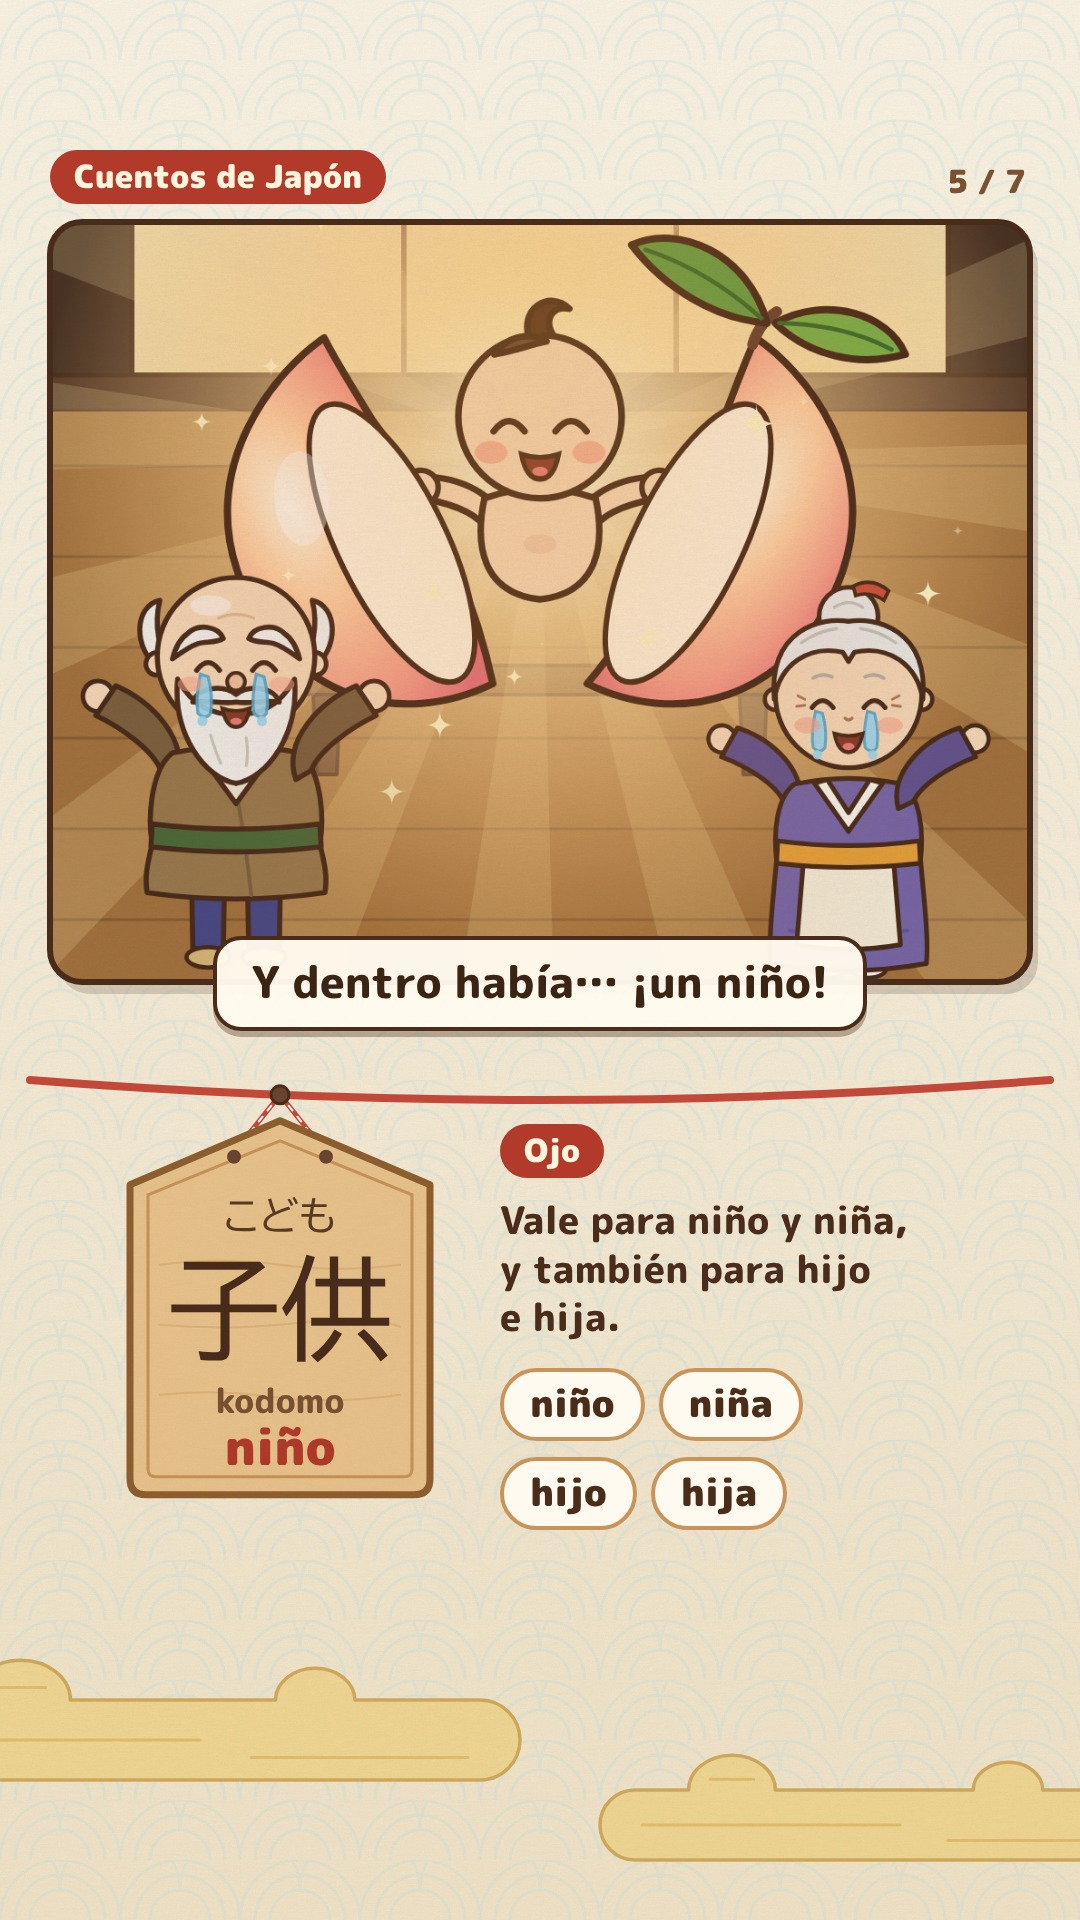 Cuentos de Japón
5 / 7
Y dentro había… ¡un niño!
こども
子供
kodomo
niño
Ojo
Vale para niño y niña,
y también para hijo
e hija.
niño niña
hijo hija